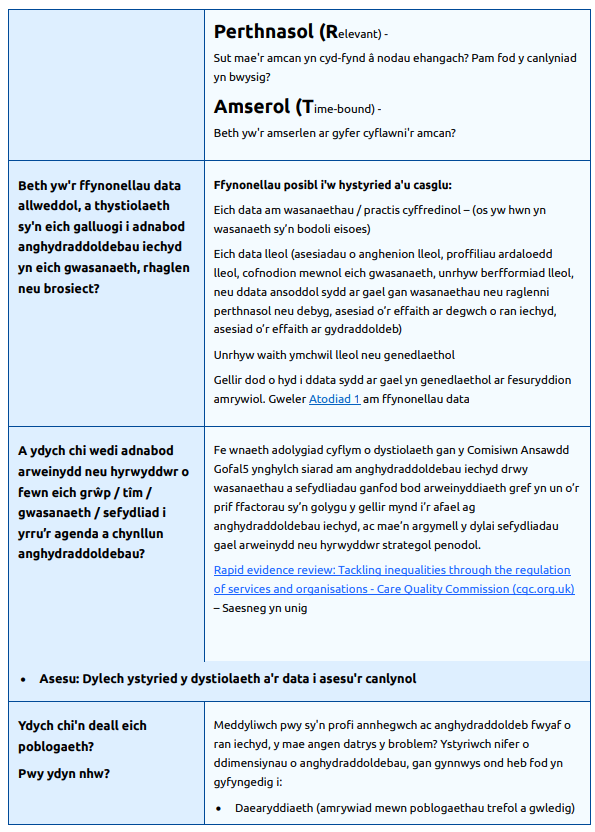 Perthnasol (Relevant) -
Sut mae'r amcan yn cyd-fynd â nodau ehangach? Pam fod y canlyniad
yn bwysig?
Amserol (Time-bound) -
Beth yw'r amserlen ar gyfer cyflawni'r amcan?
Beth yw'r ffynonellau data
allweddol, a thystiolaeth
sy'n eich galluogi i adnabod
anghydraddoldebau iechyd
yn eich gwasanaeth, rhaglen
neu brosiect?
Ffynonellau posibl i'w hystyried a'u casglu:
Eich data am wasanaethau / practis cyffredinol – (os yw hwn yn
wasanaeth sy’n bodoli eisoes)
Eich data lleol (asesiadau o anghenion lleol, proffiliau ardaloedd
lleol, cofnodion mewnol eich gwasanaeth, unrhyw berfformiad lleol,
neu ddata ansoddol sydd ar gael gan wasanaethau neu raglenni
perthnasol neu debyg, asesiad o’r effaith ar degwch o ran iechyd,
asesiad o’r effaith ar gydraddoldeb)
Unrhyw waith ymchwil lleol neu genedlaethol
Gellir dod o hyd i ddata sydd ar gael yn genedlaethol ar fesuryddion
amrywiol. Gweler Atodiad 1 am ffynonellau data
A ydych chi wedi adnabod
arweinydd neu hyrwyddwr o
fewn eich grŵp / tîm /
gwasanaeth / sefydliad i
yrru’r agenda a chynllun
anghydraddoldebau?
Fe wnaeth adolygiad cyflym o dystiolaeth gan y Comisiwn Ansawdd
Gofal5 ynghylch siarad am anghydraddoldebau iechyd drwy
wasanaethau a sefydliadau ganfod bod arweinyddiaeth gref yn un o’r
prif ffactorau sy’n golygu y gellir mynd i’r afael ag
anghydraddoldebau iechyd, ac mae’n argymell y dylai sefydliadau
gael arweinydd neu hyrwyddwr strategol penodol.
Rapid evidence review: Tackling inequalities through the regulation
of services and organisations - Care Quality Commission (cqc.org.uk)
– Saesneg yn unig
• Asesu: Dylech ystyried y dystiolaeth a'r data i asesu'r canlynol
Ydych chi'n deall eich
poblogaeth?
Pwy ydyn nhw?
Meddyliwch pwy sy'n profi annhegwch ac anghydraddoldeb fwyaf o
ran iechyd, y mae angen datrys y broblem? Ystyriwch nifer o
ddimensiynau o anghydraddoldebau, gan gynnwys ond heb fod yn
gyfyngedig i:
• Daearyddiaeth (amrywiad mewn poblogaethau trefol a gwledig)